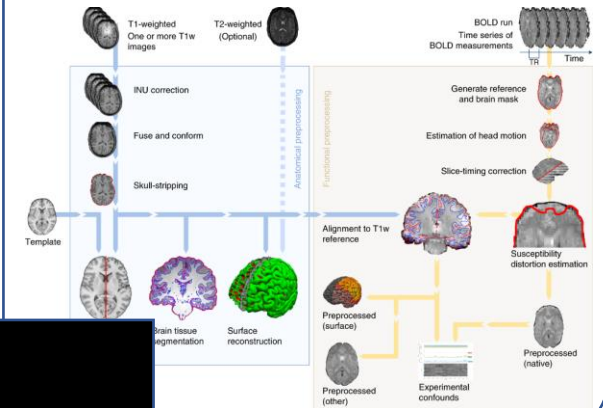 T1-weighted
One or more T1w
images
T2-weighted
(Optional)
BOLD run
Time series of
BOLD measurements
TR
Time
INU correction
Fuse and conform
Skull-stripping
Template
Brain tissue
segmentation
Surface
reconstruction
Anatomical preprocessing
Functional preprocessing
Generate reference
and brain mask
Estimation of head motion
Slice-timing correction
Alignment to T1w
reference
Susceptibility
distortion estimation
Preprocessed
(surface)
Preprocessed
(other)
Experimental
confounds
Preprocessed
(native)